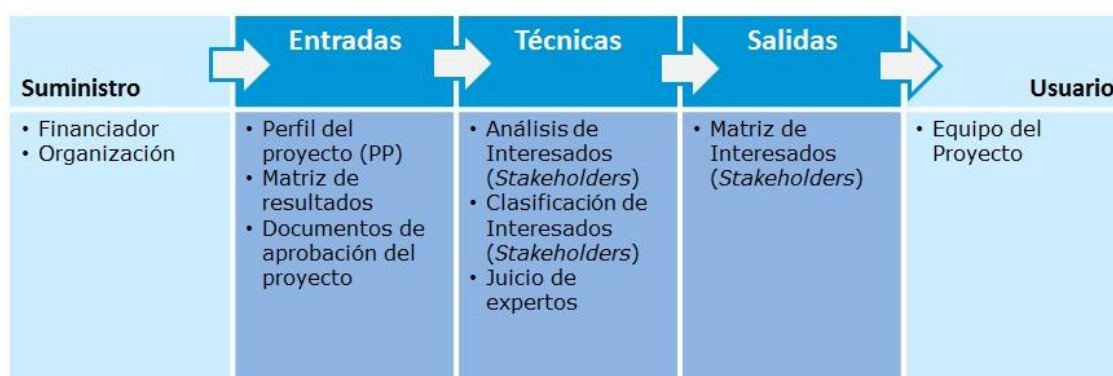 Suministro
Entradas
Técnicas
Salidas
Usuario
• Financiador
• Organización
• Perfil del
proyecto (PP)
• Matriz de
resultados
• Documentos de
aprobación del
proyecto
• Análisis de
Interesados
(Stakeholders)
• Clasificación de
Interesados
(Stakeholders)
• Juicio de
expertos
• Matriz de
Interesados
(Stakeholders)
• Equipo del
Proyecto